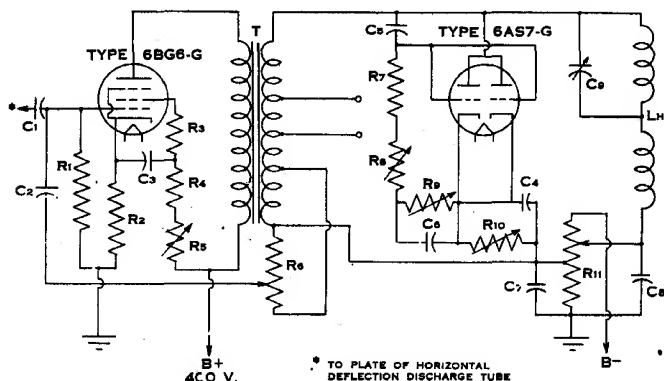 TYPE 6BG6-G
T
C5
TYPE 6AS7-G
R7
C9
*
C1
R3
LH
C2
R1
C3
R4
R8
R2
R5
R9
C4
R6
C6
R10
R11
C7
C8
B+
400 V.
* TO PLATE OF HORIZONTAL
DEFLECTION DISCHARGE TUBE
B-